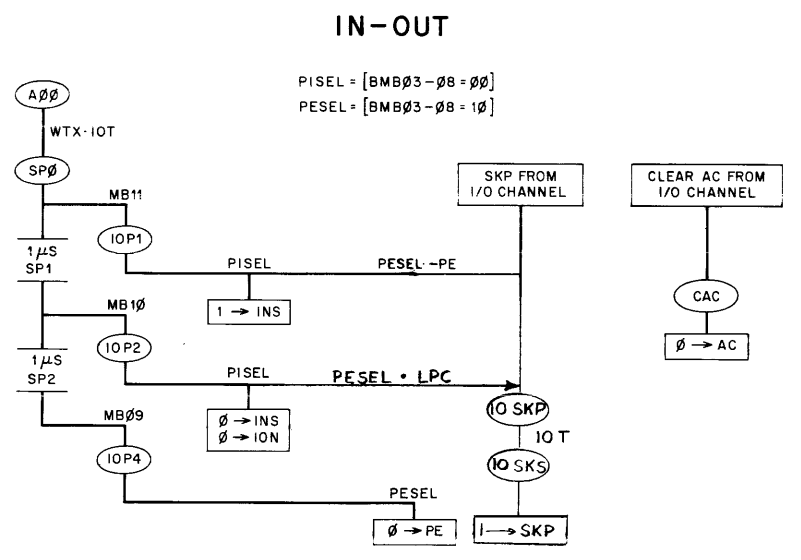 IN-OUT
PISEL = [BMBØ3-Ø8 = ØØ]
PESEL = [BMBØ3-Ø8 = 1Ø]
AØØ
WTX·IOT
SPØ
MB11
IOP1
1 µS
SP1
PISEL
PESEL·-PE
1 → INS
SKP FROM
I/O CHANNEL
CLEAR AC FROM
I/O CHANNEL
CAC
Ø → AC
MB1Ø
IOP2
1 µS
SP2
PISEL
PESEL • LPC
Ø → INS
Ø → ION
IO SKP
IOT
IO SKS
1 → SKP
MBØ9
IOP4
PESEL
Ø → PE